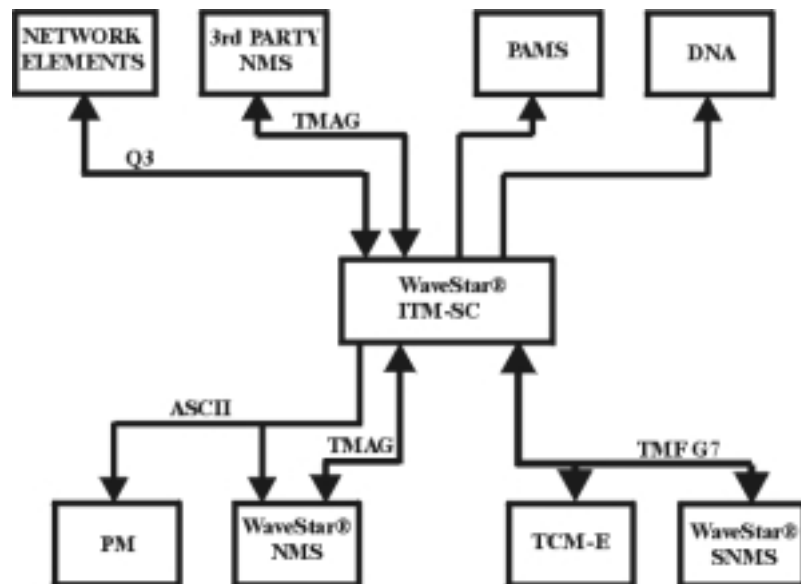 NETWORK
ELEMENTS
3rd PARTY
NMS
PAMS
DNA
TMAG
Q3
WaveStar®
ITM-SC
ASCII
TMAG
TMF G7
PM
WaveStar®
NMS
TCM-E
WaveStar®
SNMS